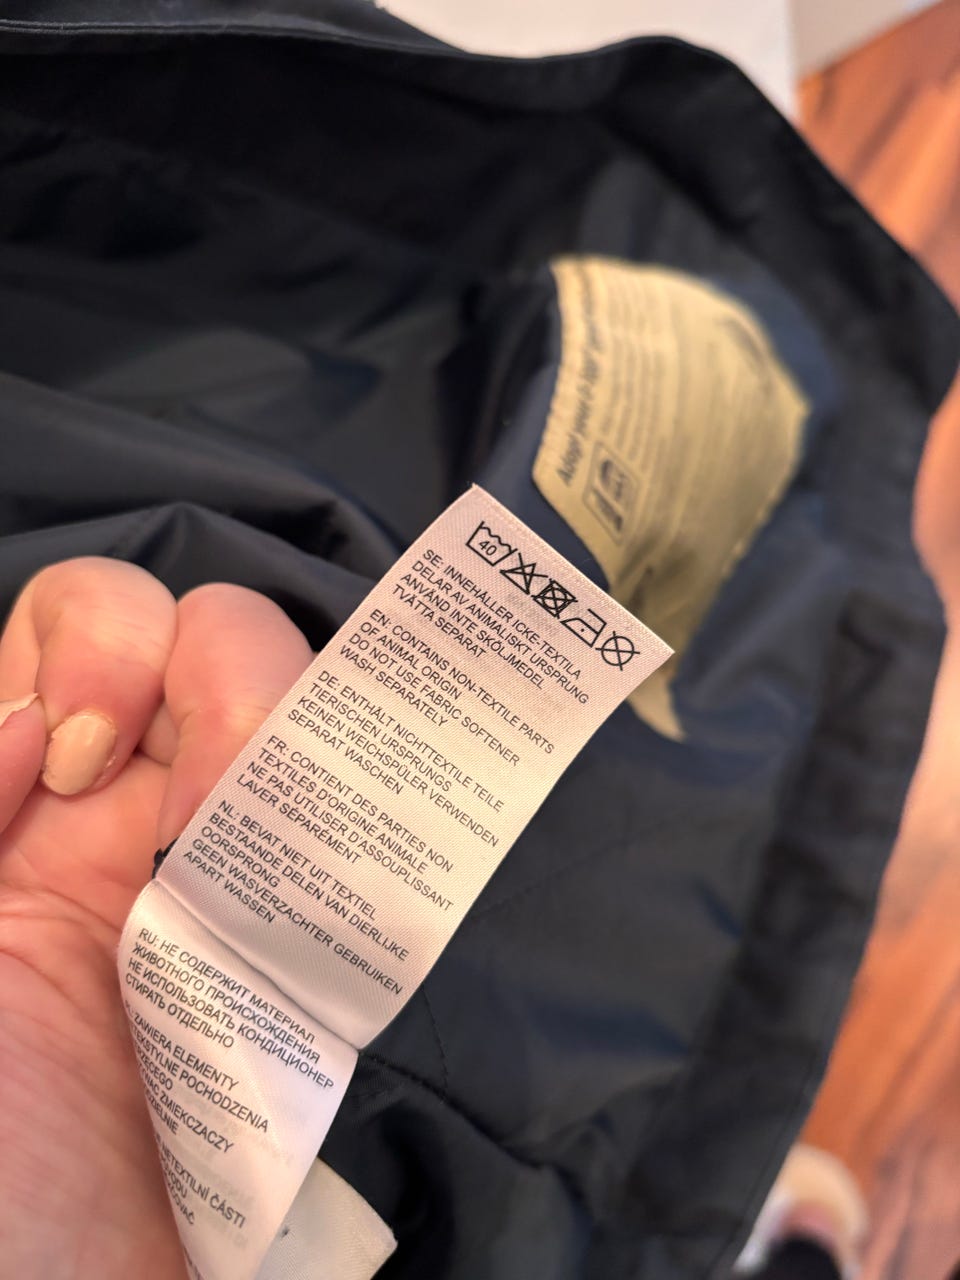 40
SE: INNEHÅLLER ICKE-TEXTILA
DELAR AV ANIMALISKT URSPRUNG
ANVÄND INTE SKÖLJMEDEL
TVÄTTA SEPARAT
EN: CONTAINS NON-TEXTILE PARTS
OF ANIMAL ORIGIN
DO NOT USE FABRIC SOFTENER
WASH SEPARATELY
DE: ENTHÄLT NICHTTEXTILE TEILE
TIERISCHEN URSPRUNGS
KEINEN WEICHSPÜLER VERWENDEN
SEPARAT WASCHEN
FR: CONTIENT DES PARTIES NON
TEXTILES D'ORIGINE ANIMALE
NE PAS UTILISER D'ASSOUPLISSANT
LAVER SÉPARÉMENT
NL: BEVAT NIET UIT TEXTIEL
BESTAANDE DELEN VAN DIERLIJKE
OORSPRONG
GEEN WASVERZACHTER GEBRUIKEN
APART WASSEN
RU: НЕ СОДЕРЖИТ МАТЕРИАЛ
ЖИВОТНОГО ПРОИСХОЖДЕНИЯ
НЕ ИСПОЛЬЗОВАТЬ КОНДИЦИОНЕР
СТИРАТЬ ОТДЕЛЬНО
ZAWIERA ELEMENTY
POCHODZENIA
ZMIEKCZACZY
ČÁSTI
Adapt your